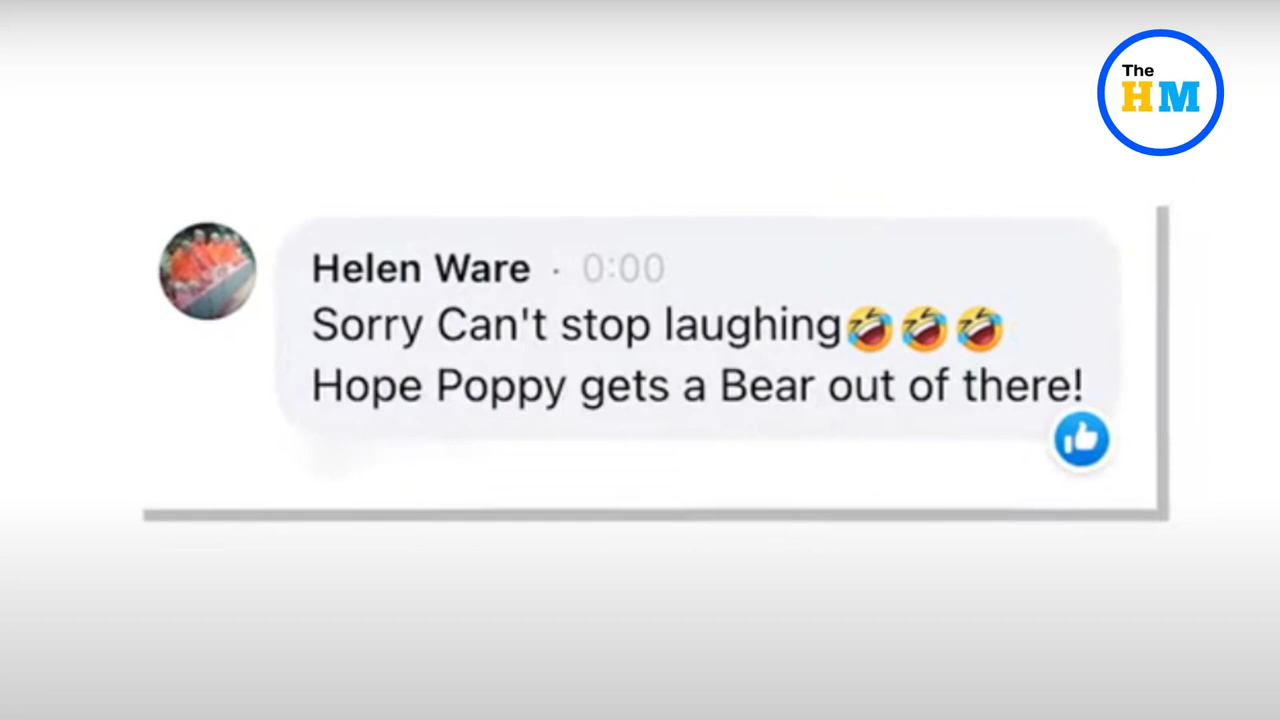 The
HM
Helen Ware · 0:00
Sorry Can't stop laughing🤣🤣🤣
Hope Poppy gets a Bear out of there!